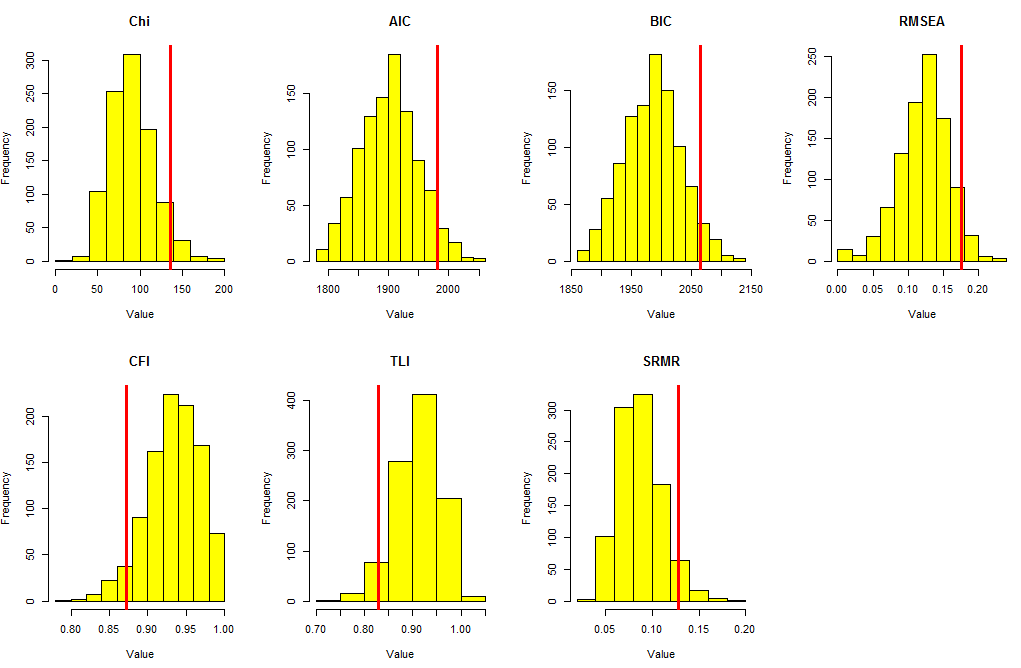 Chi
Frequency
0 50 100 150 200 250 300
0 50 100 150 200
Value
AIC
Frequency
0 50 100 150
1800 1900 2000
Value
BIC
Frequency
0 50 100 150
1850 1950 2050 2150
Value
RMSEA
Frequency
0 50 100 150 200 250
0.00 0.05 0.10 0.15 0.20
Value
CFI
Frequency
0 50 100 150 200
0.80 0.85 0.90 0.95 1.00
Value
TLI
Frequency
0 100 200 300 400
0.70 0.80 0.90 1.00
Value
SRMR
Frequency
0 50 100 150 200 250 300
0.05 0.10 0.15 0.20
Value